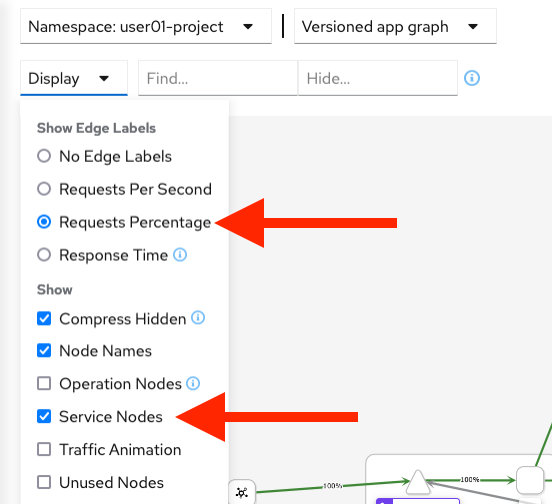 Namespace: user01-project
Versioned app graph
Display
Find...
Hide...
Show Edge Labels
No Edge Labels
Requests Per Second
Requests Percentage
Response Time
Show
Compress Hidden
Node Names
Operation Nodes
Service Nodes
Traffic Animation
Unused Nodes
100%
100%